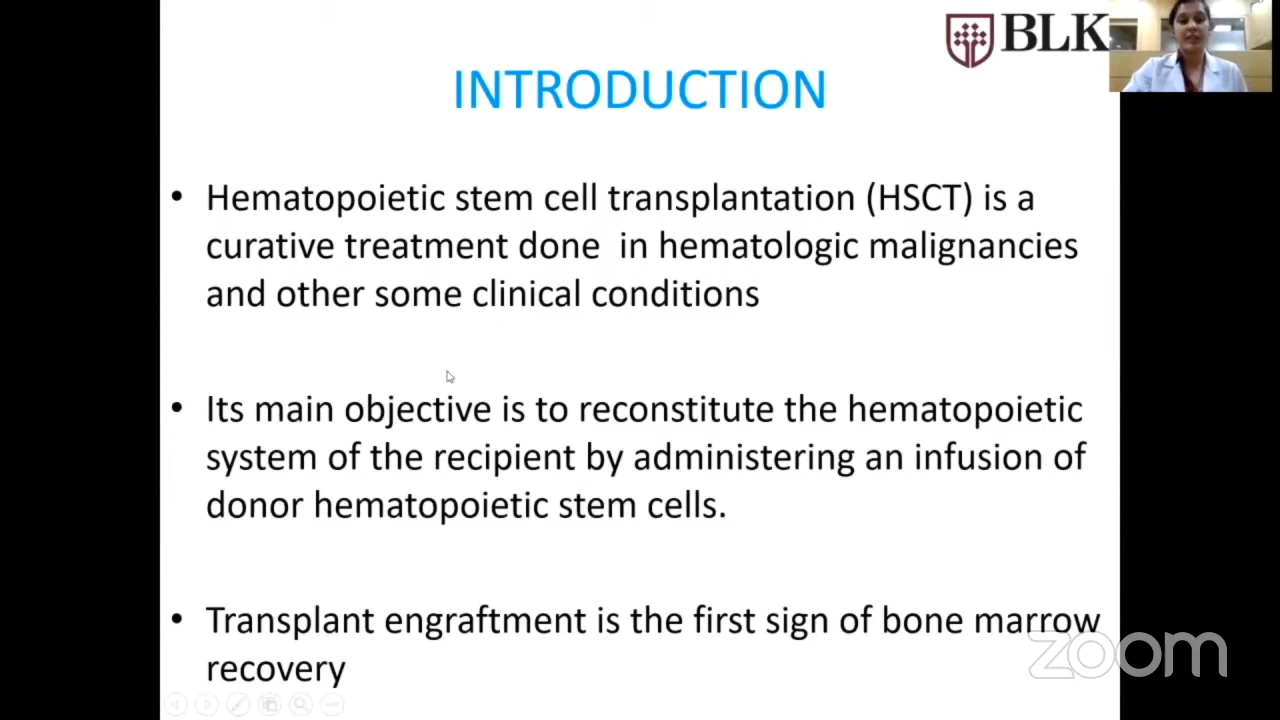 BLK
INTRODUCTION
• Hematopoietic stem cell transplantation (HSCT) is a
curative treatment done  in hematologic malignancies
and other some clinical conditions
• Its main objective is to reconstitute the hematopoietic
system of the recipient by administering an infusion of
donor hematopoietic stem cells.
• Transplant engraftment is the first sign of bone marrow
recovery
zoom